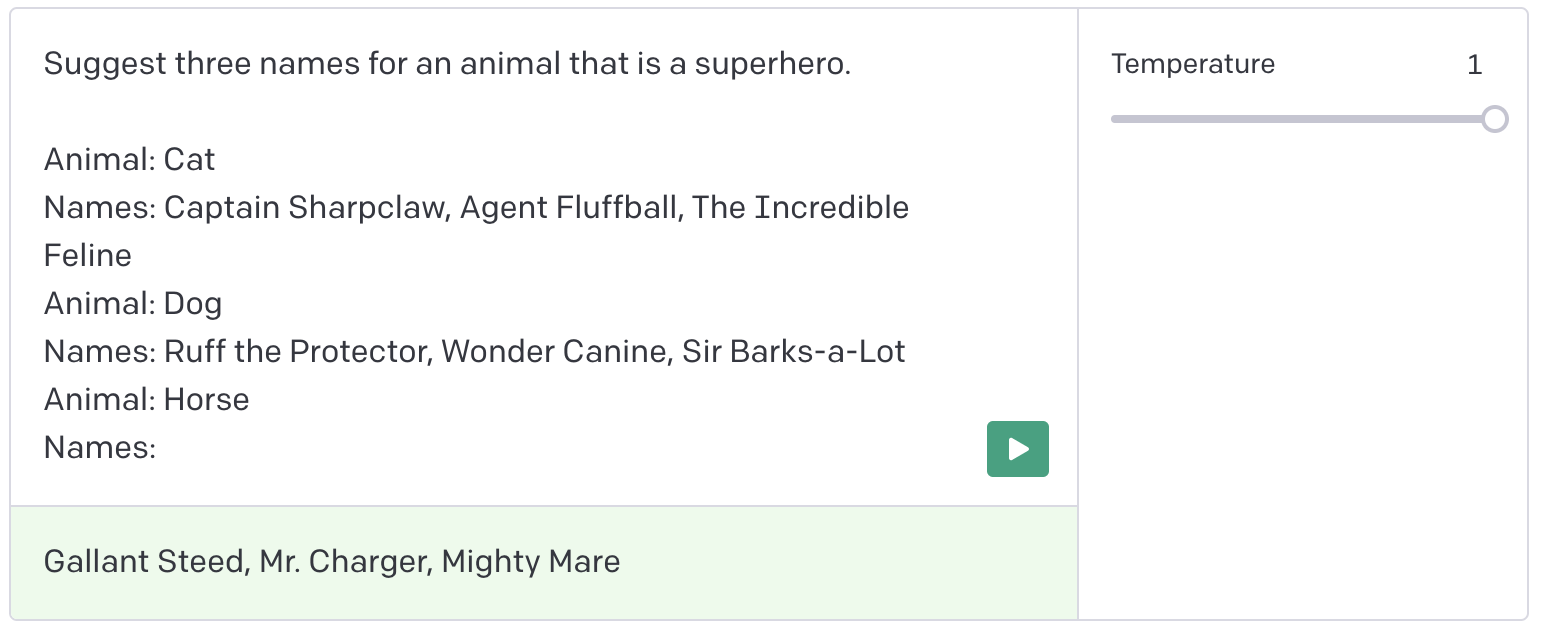 Suggest three names for an animal that is a superhero.
Animal: Cat
Names: Captain Sharpclaw, Agent Fluffball, The Incredible
Feline
Animal: Dog
Names: Ruff the Protector, Wonder Canine, Sir Barks-a-Lot
Animal: Horse
Names:
Gallant Steed, Mr. Charger, Mighty Mare
Temperature 1